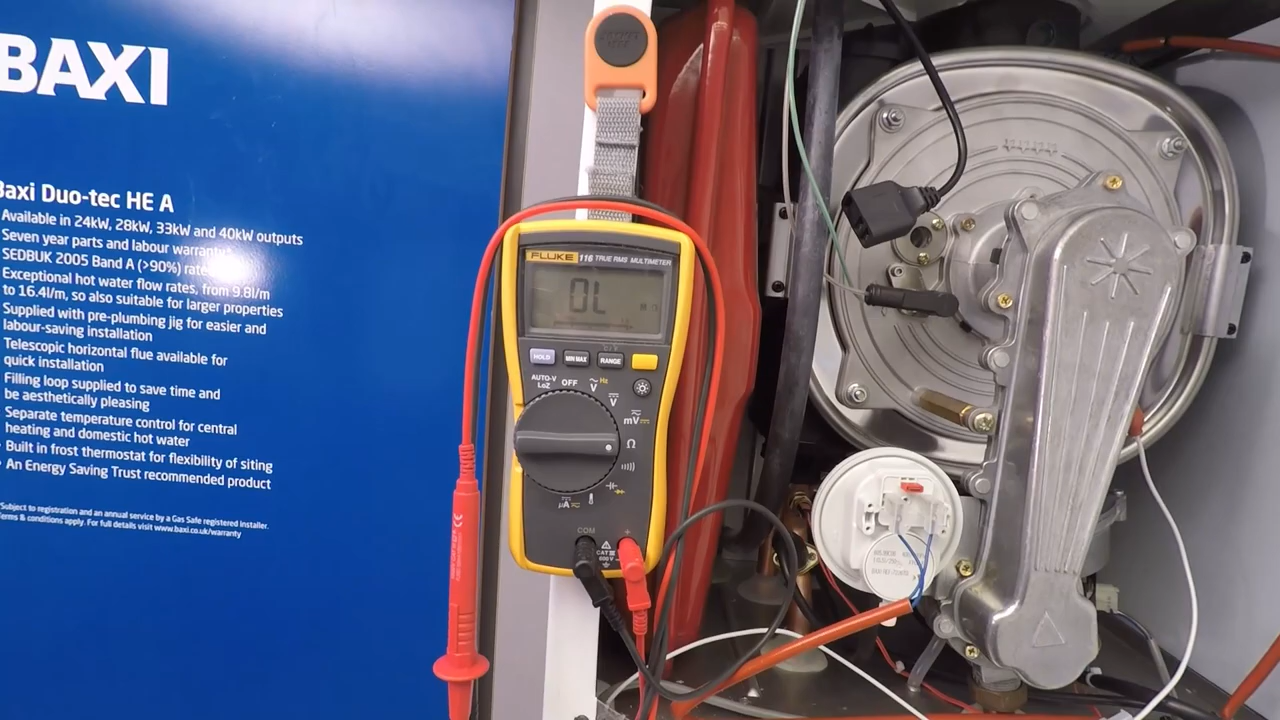 BAXI
Baxi Duo-tec HE A
Available in 24kW, 28kW, 33kW and 40kW outputs
Seven year parts and labour warranty*
SEDBUK 2005 Band A (>90%) rated
Exceptional hot water flow rates, from 9.8l/m
to 16.4l/m, so also suitable for larger properties
Supplied with pre-plumbing jig for easier and
labour-saving installation
Telescopic horizontal flue available for
quick installation
Filling loop supplied to save time and
be aesthetically pleasing
Separate temperature control for central
heating and domestic hot water
Built in frost thermostat for flexibility of siting
An Energy Saving Trust recommended product
*Subject to registration and an annual service by a Gas Safe registered installer.
Terms & conditions apply. For full details visit www.baxi.co.uk/warranty
FLUKE 116 TRUE RMS MULTIMETER
OL
HOLD MIN MAX RANGE
AUTO-V
LoZ
OFF
V Hz
V
mV
Ω
µA
COM
+
CAT III
600 V